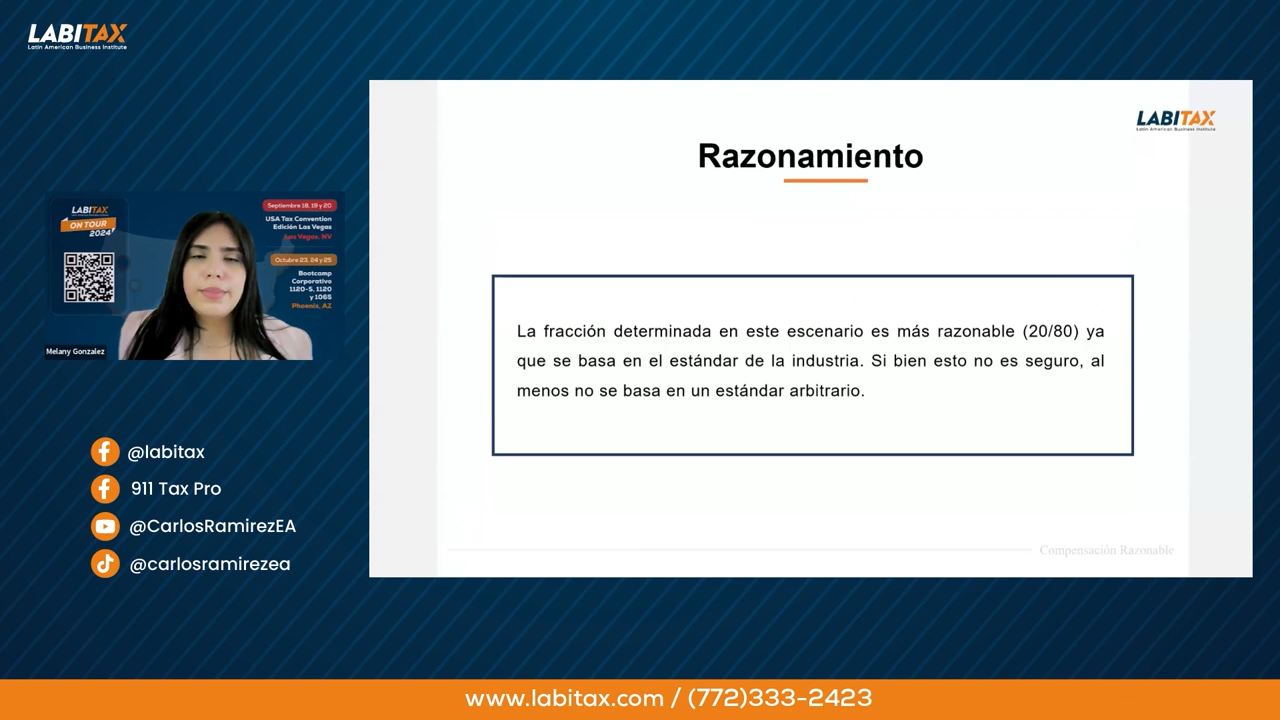 LABITAX
Latin American Business Institute
LABITAX
Latin American Business Institute
Razonamiento
La fracción determinada en este escenario es más razonable (20/80) ya
que se basa en el estándar de la industria. Si bien esto no es seguro, al
menos no se basa en un estándar arbitrario.
Compensación Razonable
LABITAX
ON TOUR
2024
Septiembre 18, 19 y 20
USA Tax Convention
Edición Las Vegas
Las Vegas, NV
Octubre 23, 24 y 25
Bootcamp
Corporativo
1120-S, 1120
y 1065
Phoenix, AZ
Melany Gonzalez
@labitax
911 Tax Pro
@CarlosRamirezEA
@carlosramirezea
www.labitax.com / (772)333-2423